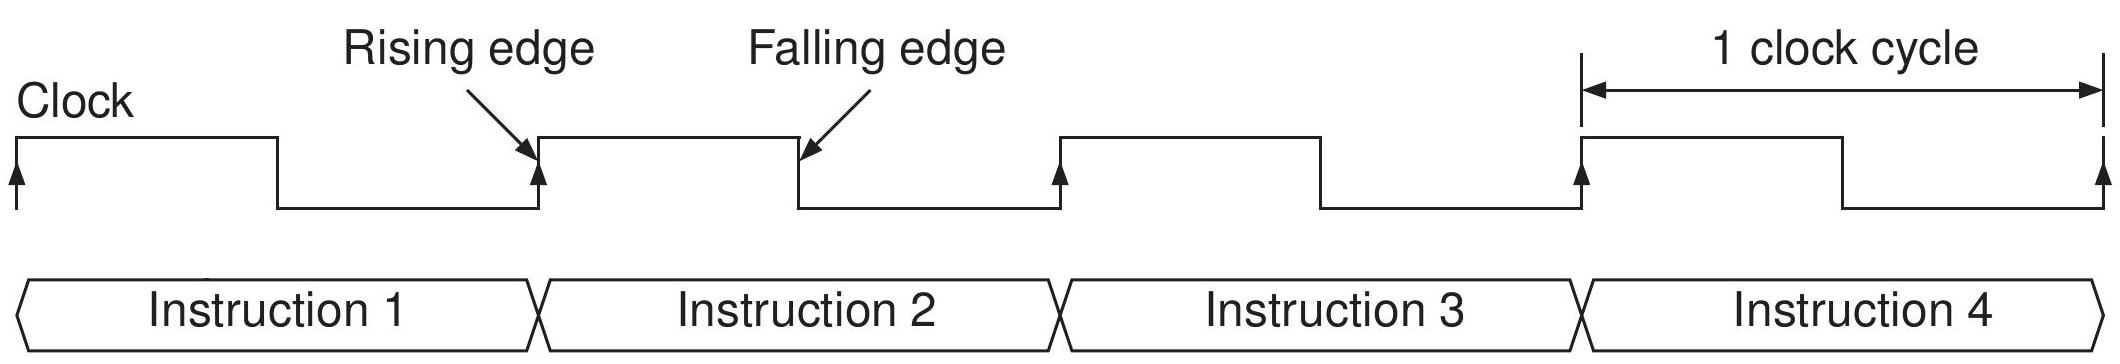 Rising edge
Falling edge
1 clock cycle
Clock
Instruction 1
Instruction 2
Instruction 3
Instruction 4